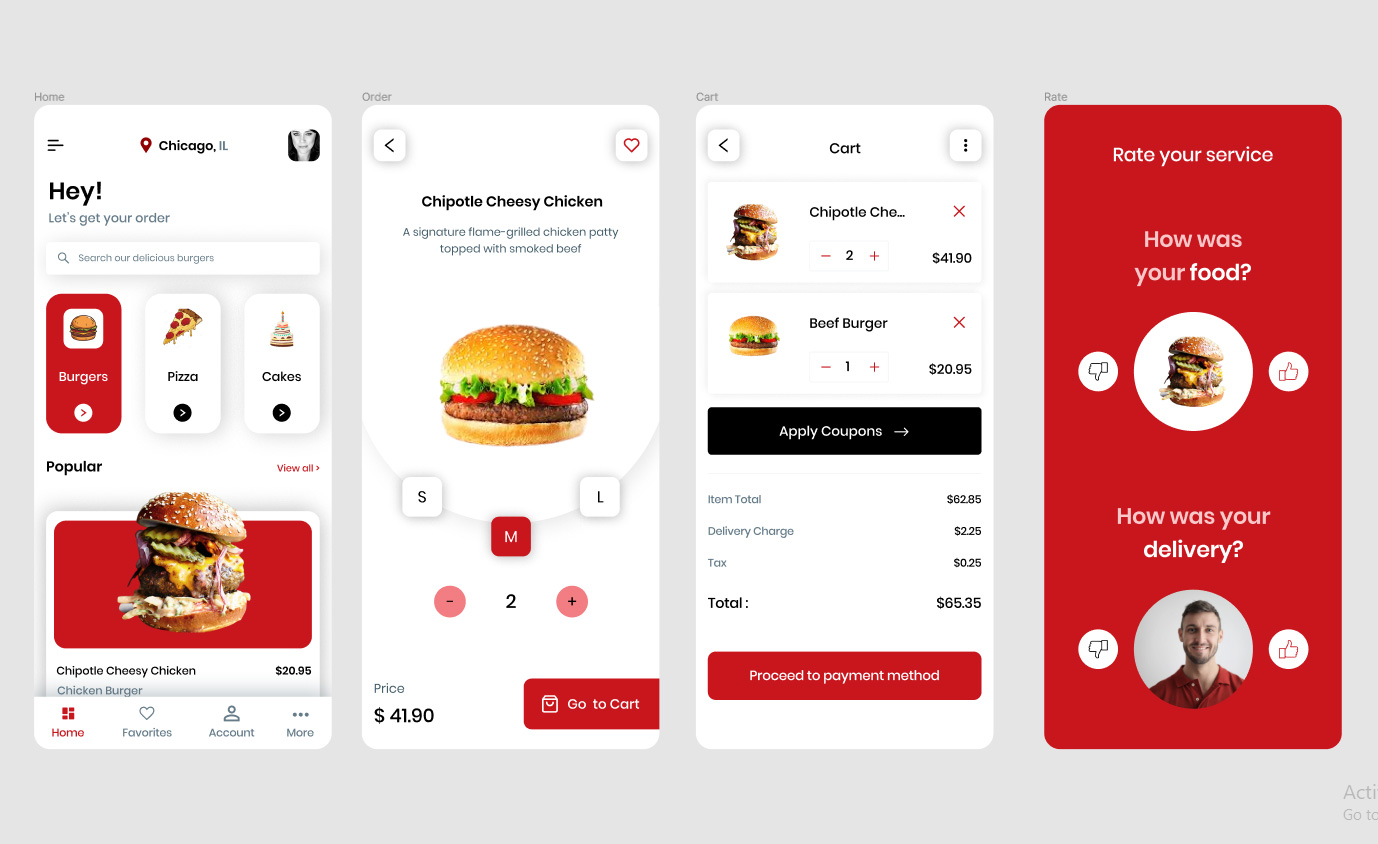 Home
Chicago, IL
Hey!
Let's get your order
Search our delicious burgers
Burgers
Pizza
Cakes
Popular
View all >
Chipotle Cheesy Chicken
$20.95
Chicken Burger
Home
Favorites
Account
More
Order
Chipotle Cheesy Chicken
A signature flame-grilled chicken patty
topped with smoked beef
S
L
M
-
2
+
Price
$ 41.90
Go to Cart
Cart
Cart
Chipotle Che...
2
$41.90
Beef Burger
1
$20.95
Apply Coupons
Item Total
$62.85
Delivery Charge
$2.25
Tax
$0.25
Total :
$65.35
Proceed to payment method
Rate
Rate your service
How was
your food?
How was your
delivery?
Go to